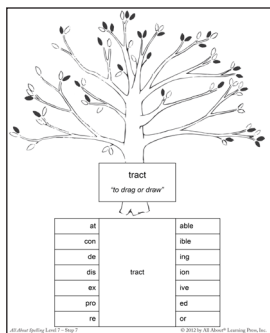 tract
"to drag or draw"
at
able
con
ible
de
ing
dis
tract
ion
ex
ive
pro
ed
re
or
All About Spelling Level 7 – Step 7
© 2012 by All About® Learning Press, Inc.